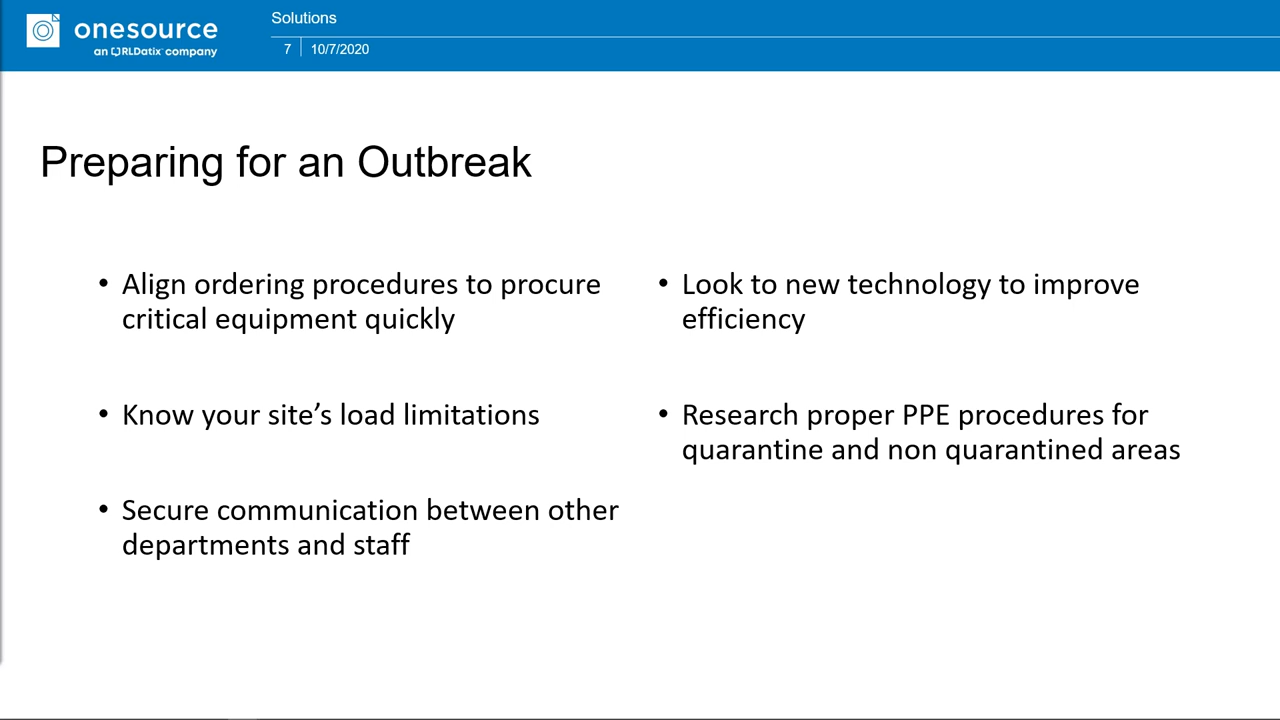 onesource
an RLDatix company
Solutions
7 10/7/2020
Preparing for an Outbreak
• Align ordering procedures to procure
critical equipment quickly
• Know your site’s load limitations
• Secure communication between other
departments and staff
• Look to new technology to improve
efficiency
• Research proper PPE procedures for
quarantine and non quarantined areas